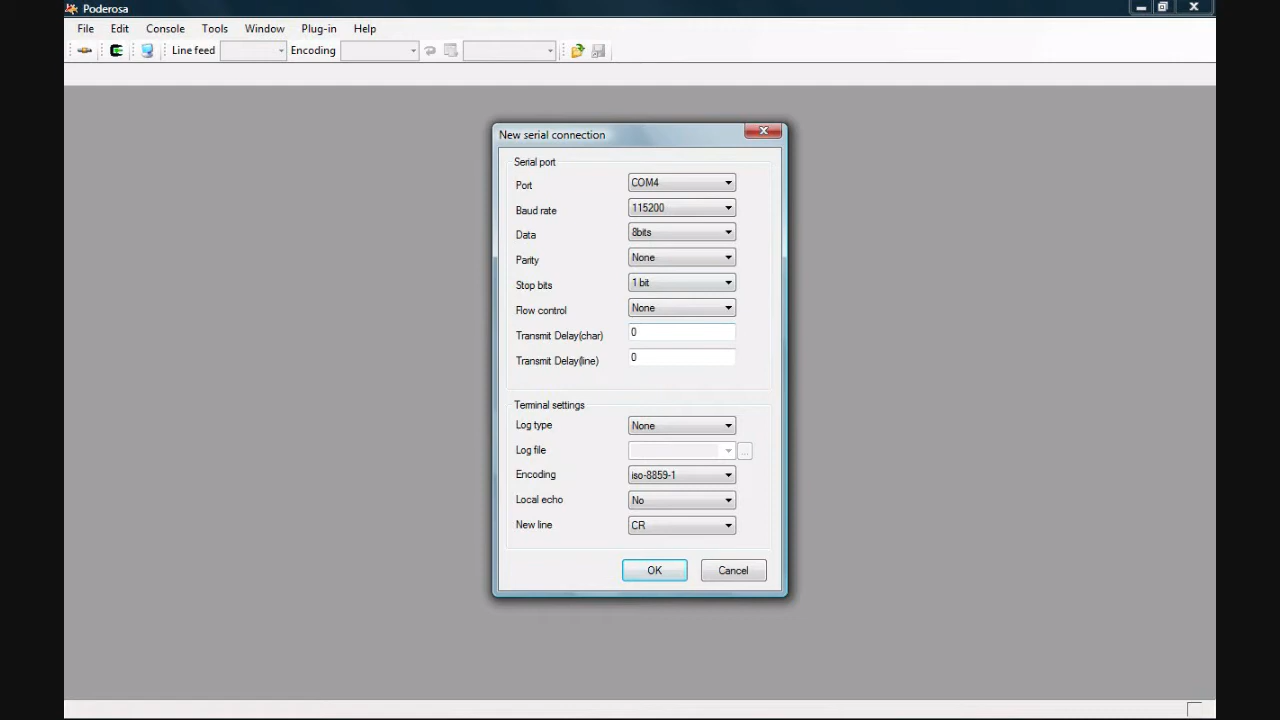 Poderosa
File Edit Console Tools Window Plug-in Help
Line feed Encoding
New serial connection
Serial port
Port COM4
Baud rate 115200
Data 8bits
Parity None
Stop bits 1 bit
Flow control None
Transmit Delay(char) 0
Transmit Delay(line) 0
Terminal settings
Log type None
Log file ...
Encoding iso-8859-1
Local echo No
New line CR
OK Cancel